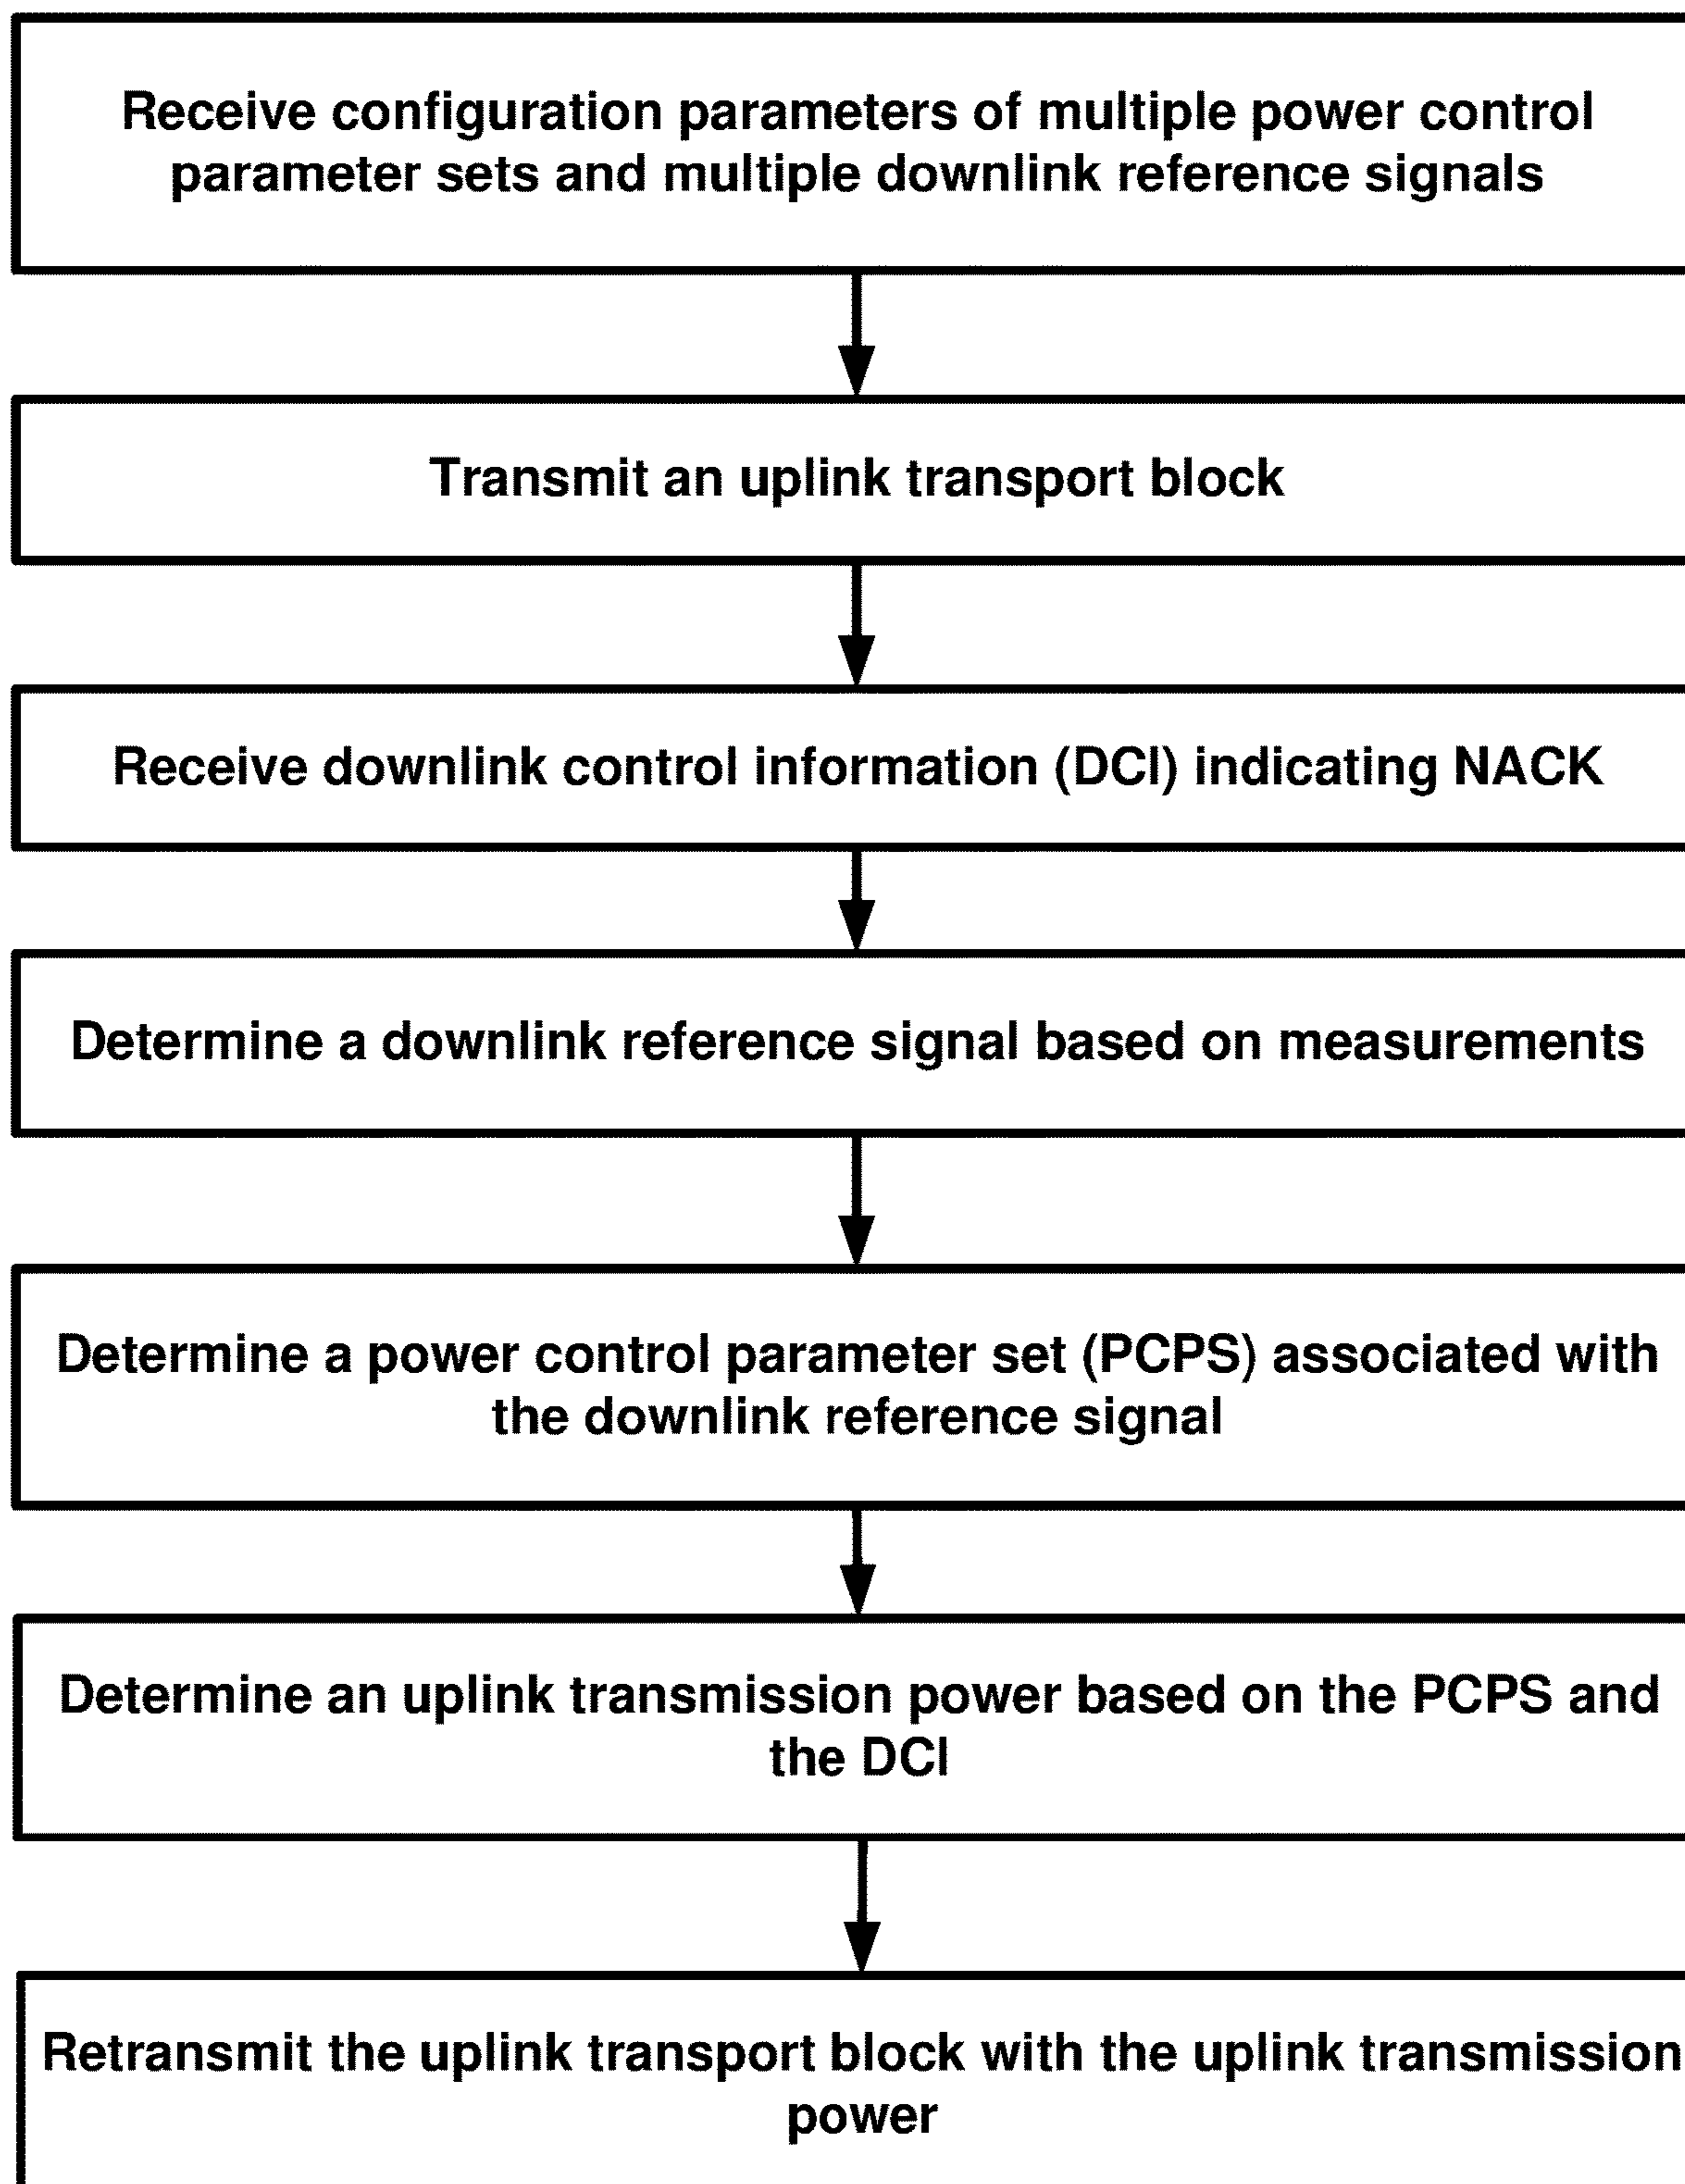 Receive configuration parameters of multiple power control
parameter sets and multiple downlink reference signals
Transmit an uplink transport block
Receive downlink control information (DCI) indicating NACK
Determine a downlink reference signal based on measurements
Determine a power control parameter set (PCPS) associated with
the downlink reference signal
Determine an uplink transmission power based on the PCPS and
the DCI
Retransmit the uplink transport block with the uplink transmission
power